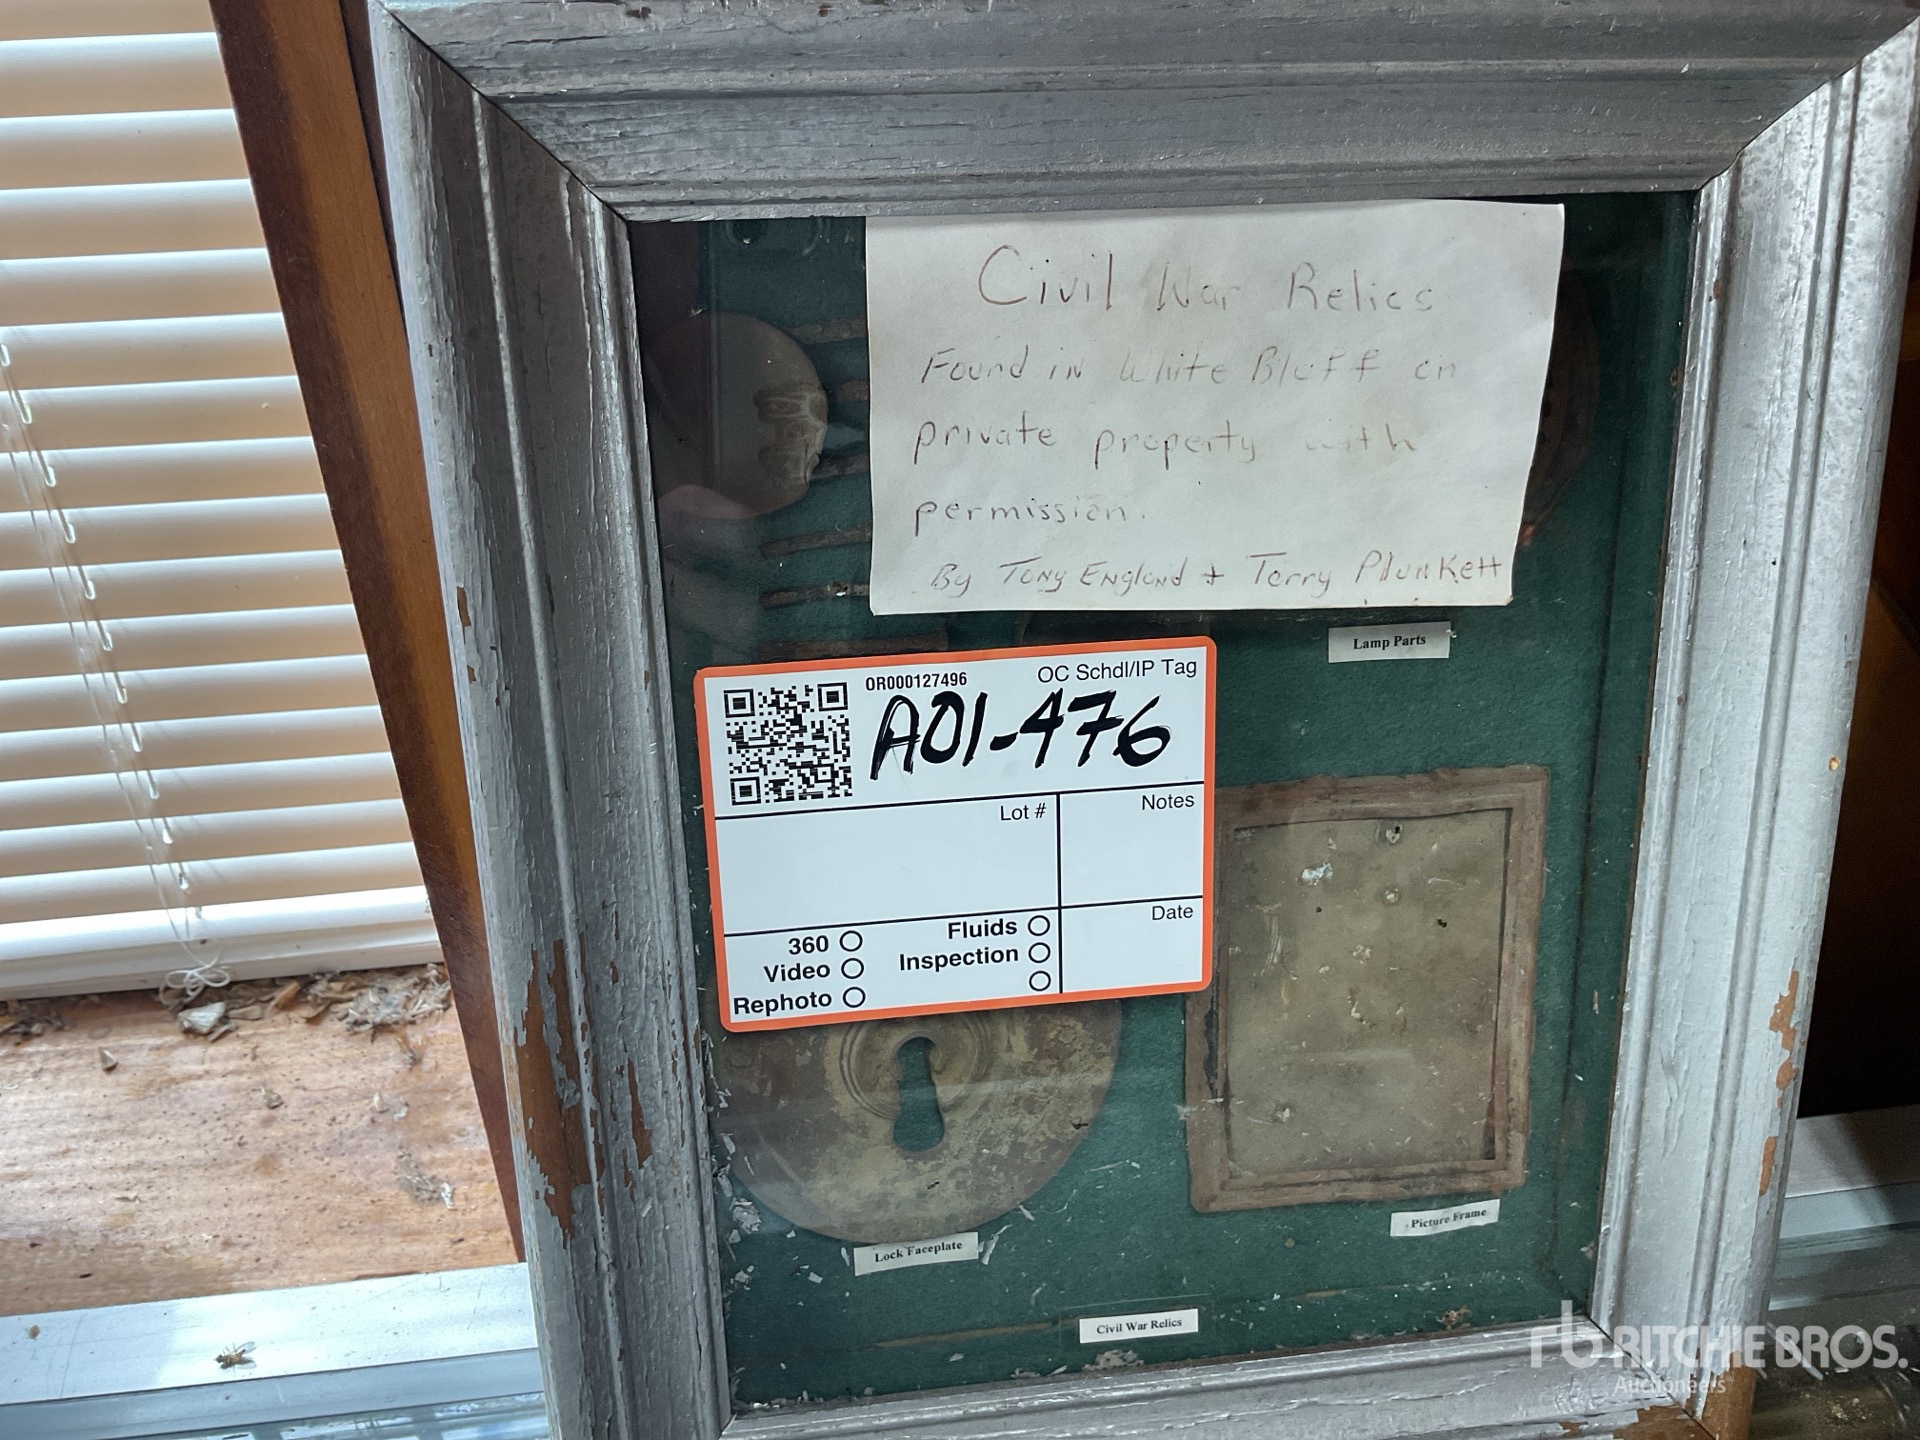 Civil War Relics
Found in White Bluff on
private property with
permission.
By Tony England + Terry Plunkett
Lamp Parts
OR000127496 OC Schdl/IP Tag
A01-476
Lot # Notes
360 Fluids Date
Video Inspection
Rephoto
Lock Faceplate
Picture Frame
Civil War Relics
rb RITCHIE BROS.
Auctioneers